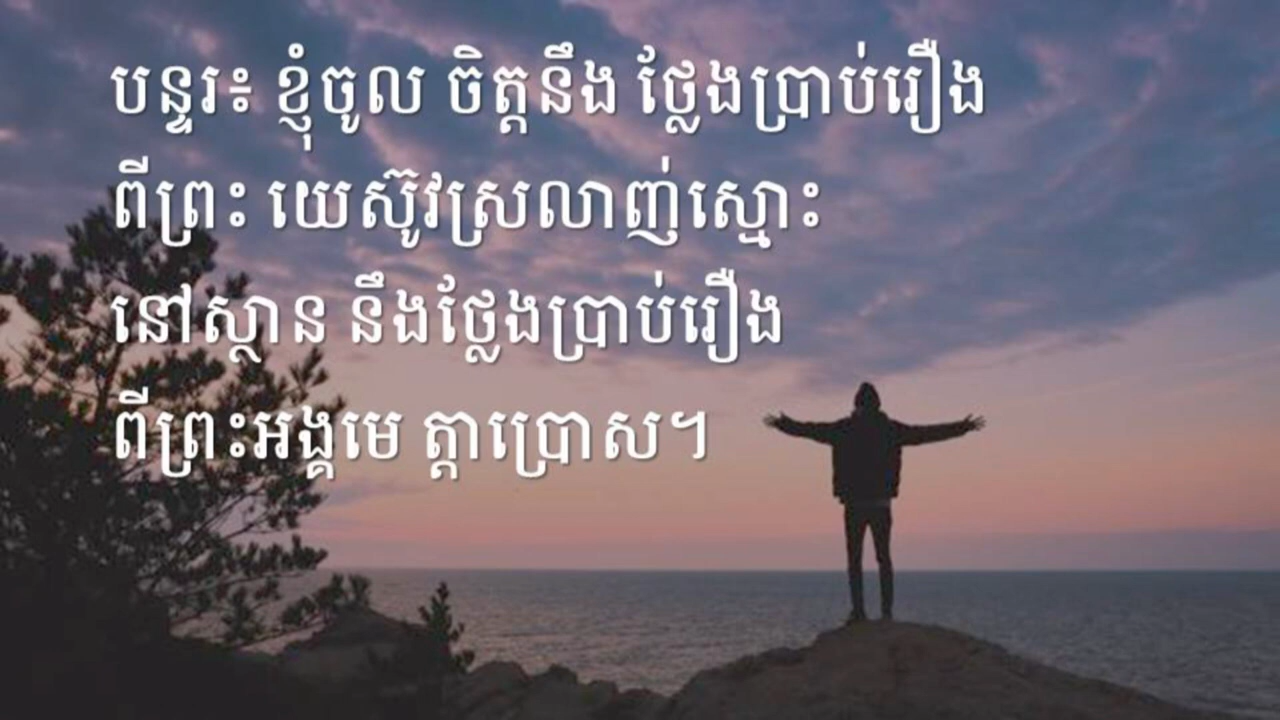 បន្ទរ៖ ខ្ញុំចូល ចិត្តនឹង ថ្លែងប្រាប់រឿង
ពីព្រះ យេស៊ូវស្រលាញ់ស្មោះ
នៅស្ថាន នឹងថ្លែងប្រាប់រឿង
ពីព្រះអង្គមេ ត្តាប្រោស។